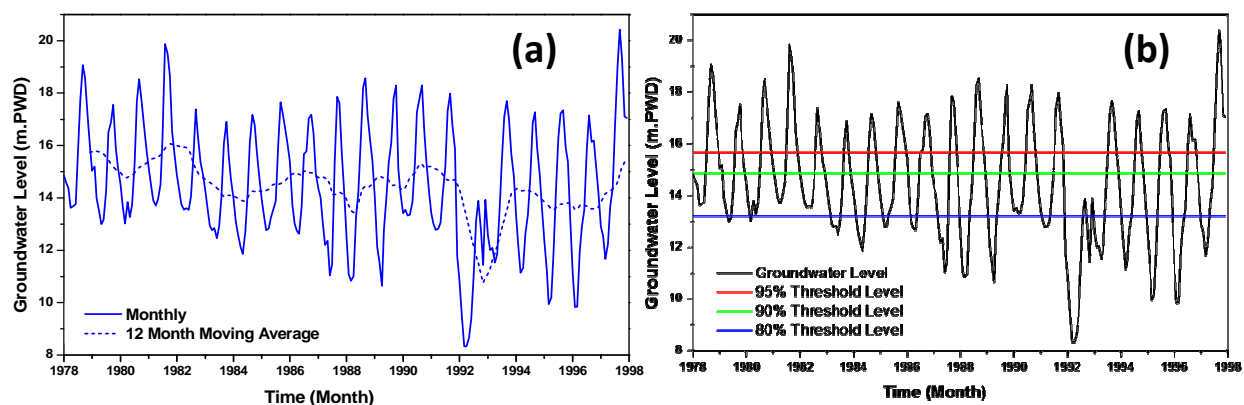 (a)
Groundwater Level (m.PWD)
20
18
16
14
12
10
8
Monthly
12 Month Moving Average
1978 1980 1982 1984 1986 1988 1990 1992 1994 1996 1998
Time (Month)
(b)
Groundwater Level (m.PWD)
20
18
16
14
12
10
8
Groundwater Level
95% Threshold Level
90% Threshold Level
80% Threshold Level
1978 1980 1982 1984 1986 1988 1990 1992 1994 1996 1998
Time (Month)